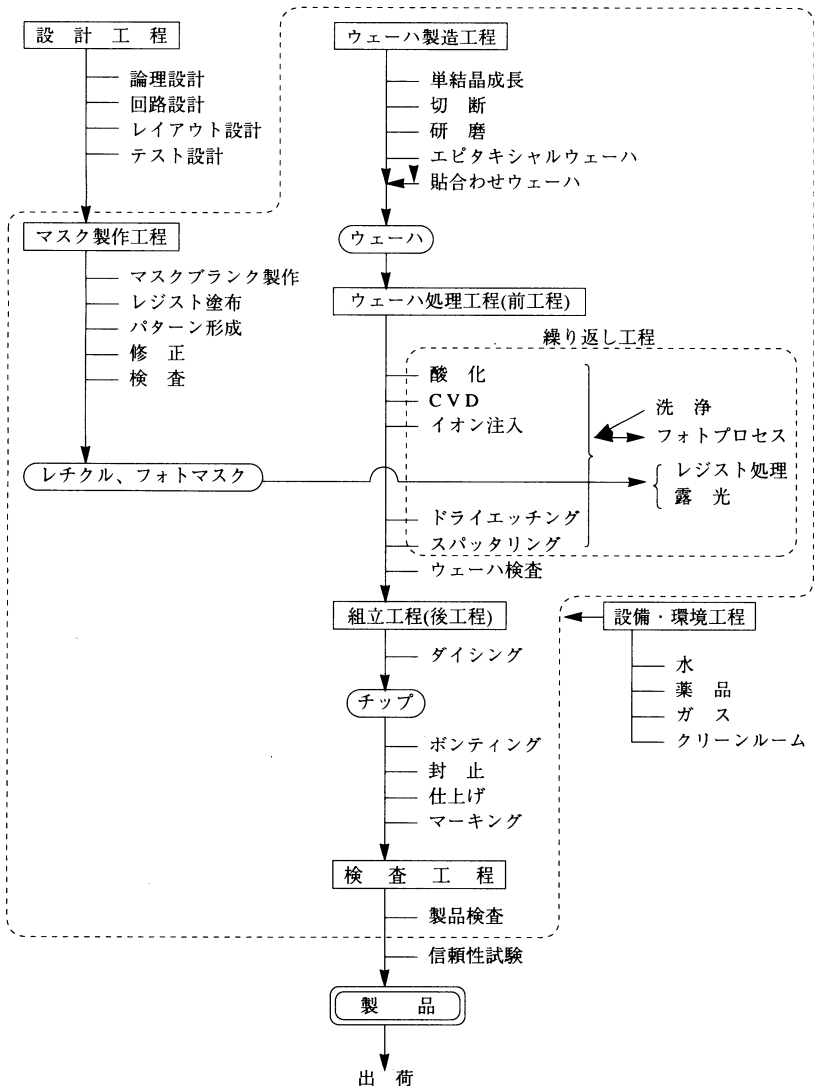 設計工程
論理設計
回路設計
レイアウト設計
テスト設計
マスク製作工程
マスクブランク製作
レジスト塗布
パターン形成
修正
検査
レチクル、フォトマスク
ウェーハ製造工程
単結晶成長
切断
研磨
エピタキシャルウェーハ
貼合わせウェーハ
ウェーハ
ウェーハ処理工程(前工程)
繰り返し工程
酸化
CVD
イオン注入
洗浄
フォトプロセス
レジスト処理
露光
ドライエッチング
スパッタリング
ウェーハ検査
組立工程(後工程)
ダイシング
チップ
ボンティング
封止
仕上げ
マーキング
設備・環境工程
水
薬品
ガス
クリーンルーム
検査工程
製品検査
信頼性試験
製品
出荷